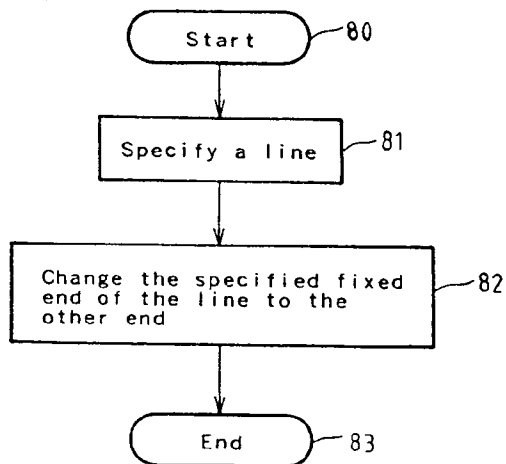 Start
80
Specify a line
81
Change the specified fixed
end of the line to the
other end
82
End
83